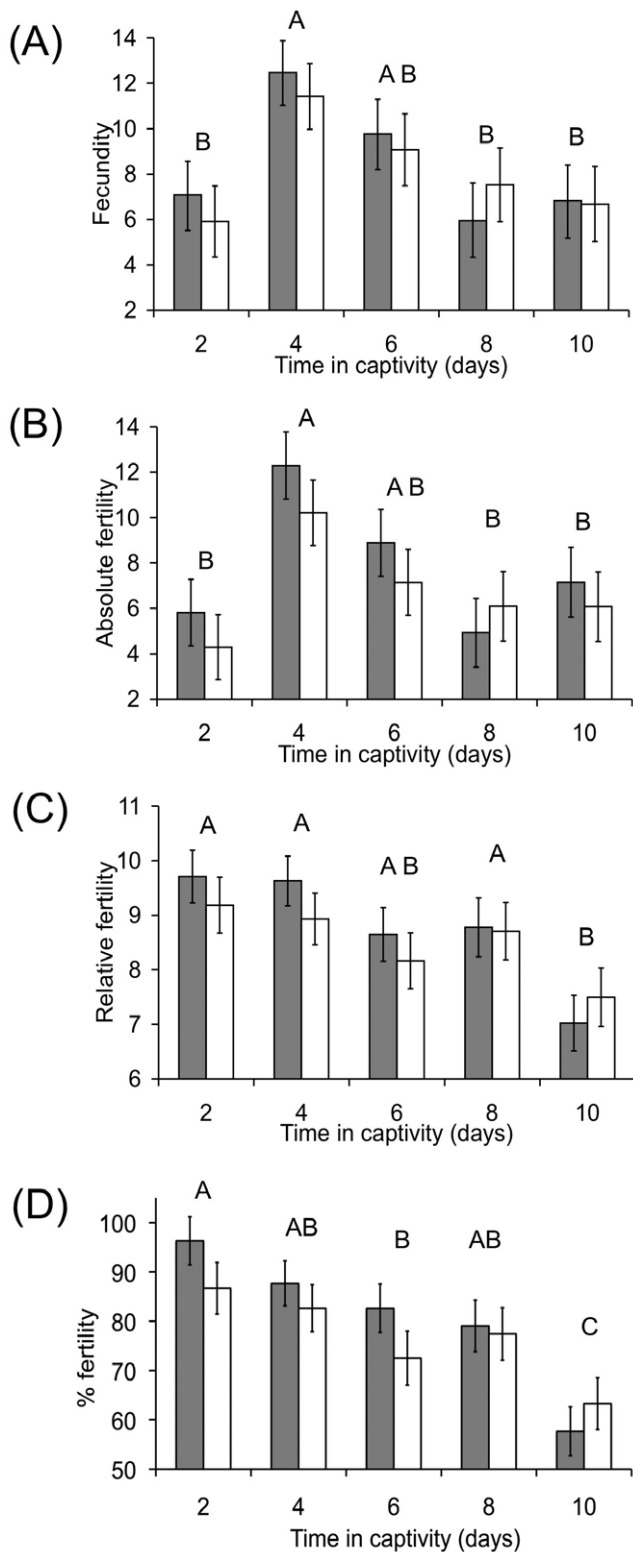 (A)
Fecundity
14
12
10
8
6
4
2
B
A
A B
B
B
2 4 6 8 10
Time in captivity (days)
(B)
Absolute fertility
14
12
10
8
6
4
2
B
A
A B
B
B
2 4 6 8 10
Time in captivity (days)
(C)
Relative fertility
11
10
9
8
7
6
A
A
A B
A
B
2 4 6 8 10
Time in captivity (days)
(D)
% fertility
100
90
80
70
60
50
A
AB
B
AB
C
2 4 6 8 10
Time in captivity (days)